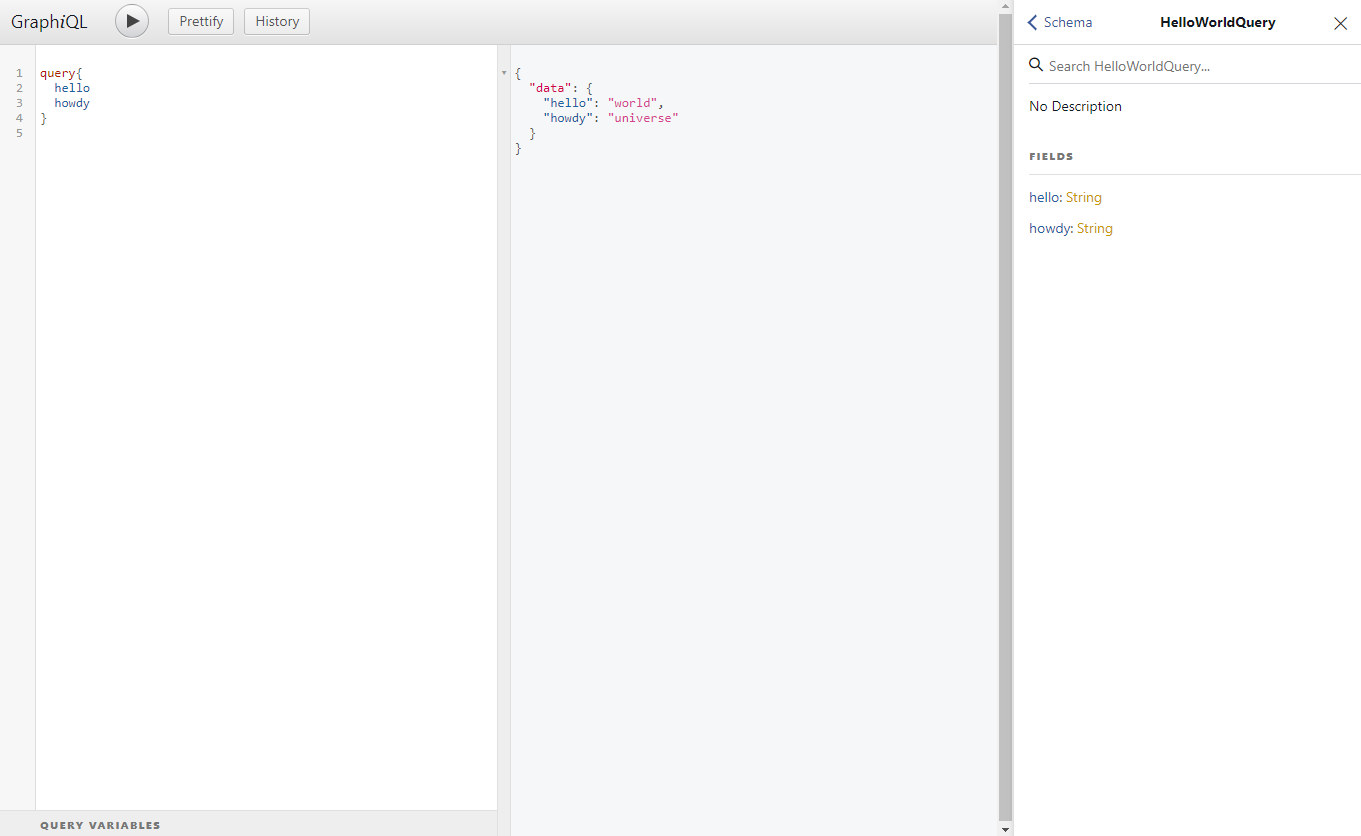 GraphiQL
Prettify
History
1 query{
2 hello
3 howdy
4 }
5
{
"data": {
"hello": "world",
"howdy": "universe"
}
}
QUERY VARIABLES
Schema
HelloWorldQuery
Search HelloWorldQuery...
No Description
FIELDS
hello: String
howdy: String